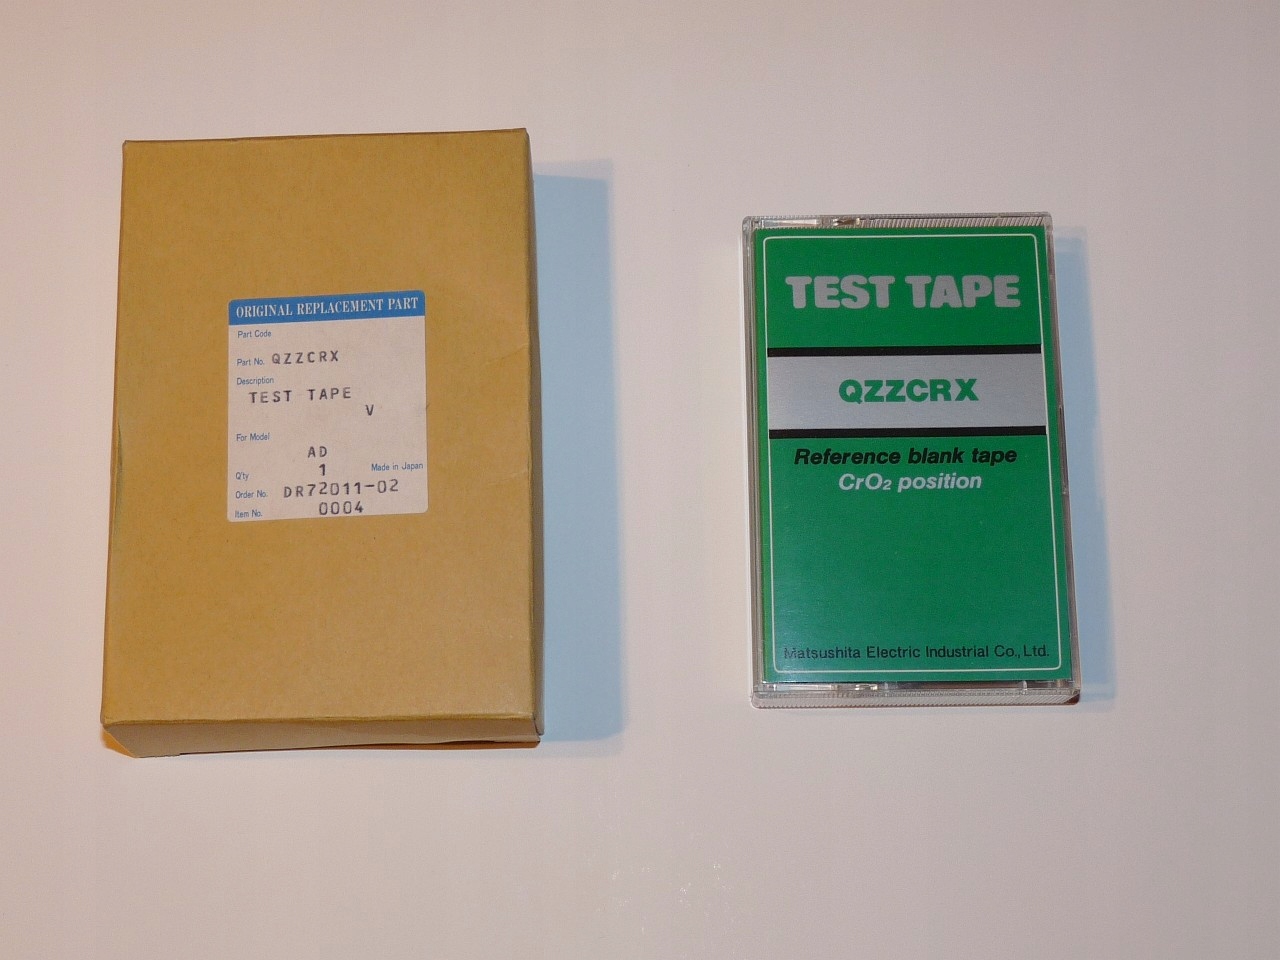 ORIGINAL REPLACEMENT PART
Part Code
Part No. QZZCRX
Description
TEST TAPE
V
For Model
AD
Q'ty 1 Made in Japan
Order No. DR72011-02
Item No. 0004
TEST TAPE
QZZCRX
Reference blank tape
CrO₂ position
Matsushita Electric Industrial Co., Ltd.